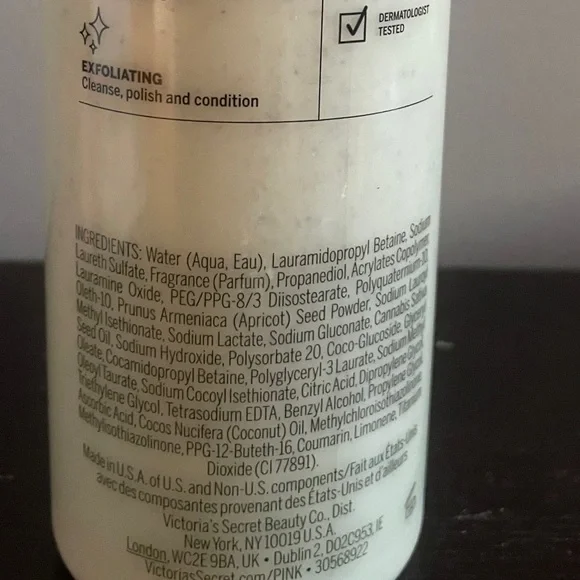 DERMATOLOGIST
TESTED
EXFOLIATING
Cleanse, polish and condition
INGREDIENTS: Water (Aqua, Eau), Lauramidopropyl Betaine, Sodium
Laureth Sulfate, Fragrance (Parfum), Propanediol, Acrylates Copolymer,
Lauramine Oxide, PEG/PPG-8/3 Diisostearate, Polyquaternium-10,
Oleth-10, Prunus Armeniaca (Apricot) Seed Powder, Sodium Lauroyl
Methyl Isethionate, Sodium Lactate, Sodium Gluconate, Cannabis Sativa
Seed Oil, Sodium Hydroxide, Polysorbate 20, Coco-Glucoside, Glyceryl
Oleate, Cocamidopropyl Betaine, Polyglyceryl-3 Laurate, Sodium Methyl
Oleoyl Taurate, Sodium Cocoyl Isethionate, Citric Acid, Dipropylene Glycol,
Triethylene Glycol, Tetrasodium EDTA, Benzyl Alcohol, Propylene Glycol,
Ascorbic Acid, Cocos Nucifera (Coconut) Oil, Methylchloroisothiazolinone,
Methylisothiazolinone, PPG-12-Buteth-16, Coumarin, Limonene, Titanium
Dioxide (CI 77891).
Made in U.S.A. of U.S. and Non-U.S. components/Fait aux États-Unis
avec des composantes provenant des États-Unis et d'ailleurs
Victoria's Secret Beauty Co., Dist.
New York, NY 10019 U.S.A.
London, WC2E 9BA, UK • Dublin 2, D02C953, IE
VictoriasSecret.com/PINK • 30568922